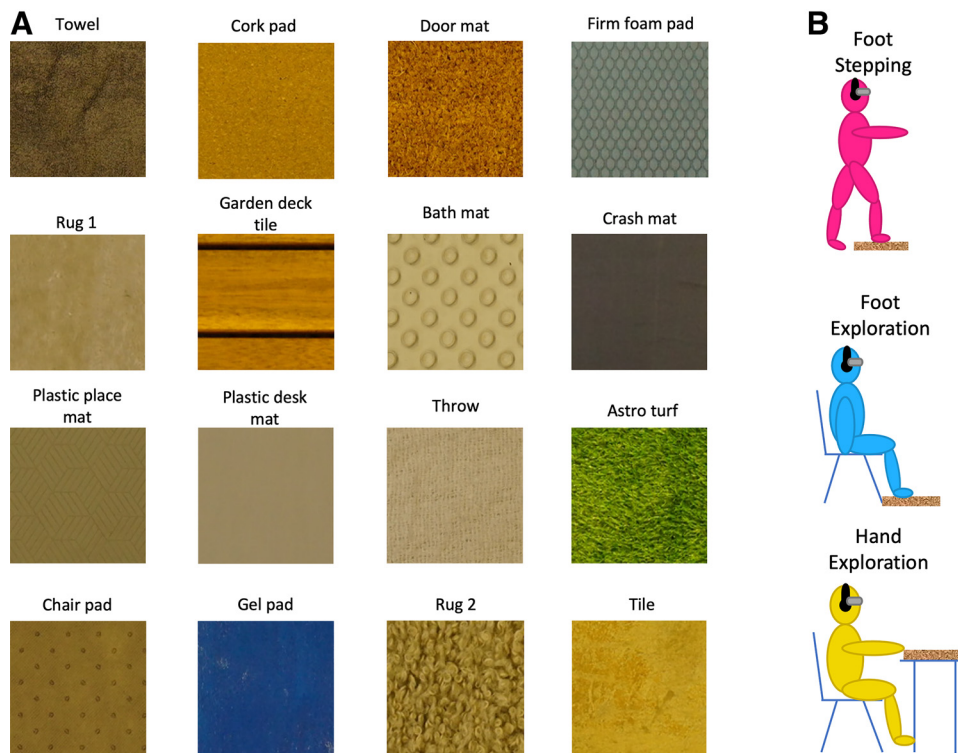 A
Towel
Cork pad
Door mat
Firm foam pad
Rug 1
Garden deck
tile
Bath mat
Crash mat
Plastic place
mat
Plastic desk
mat
Throw
Astro turf
Chair pad
Gel pad
Rug 2
Tile
B
Foot
Stepping
Foot
Exploration
Hand
Exploration